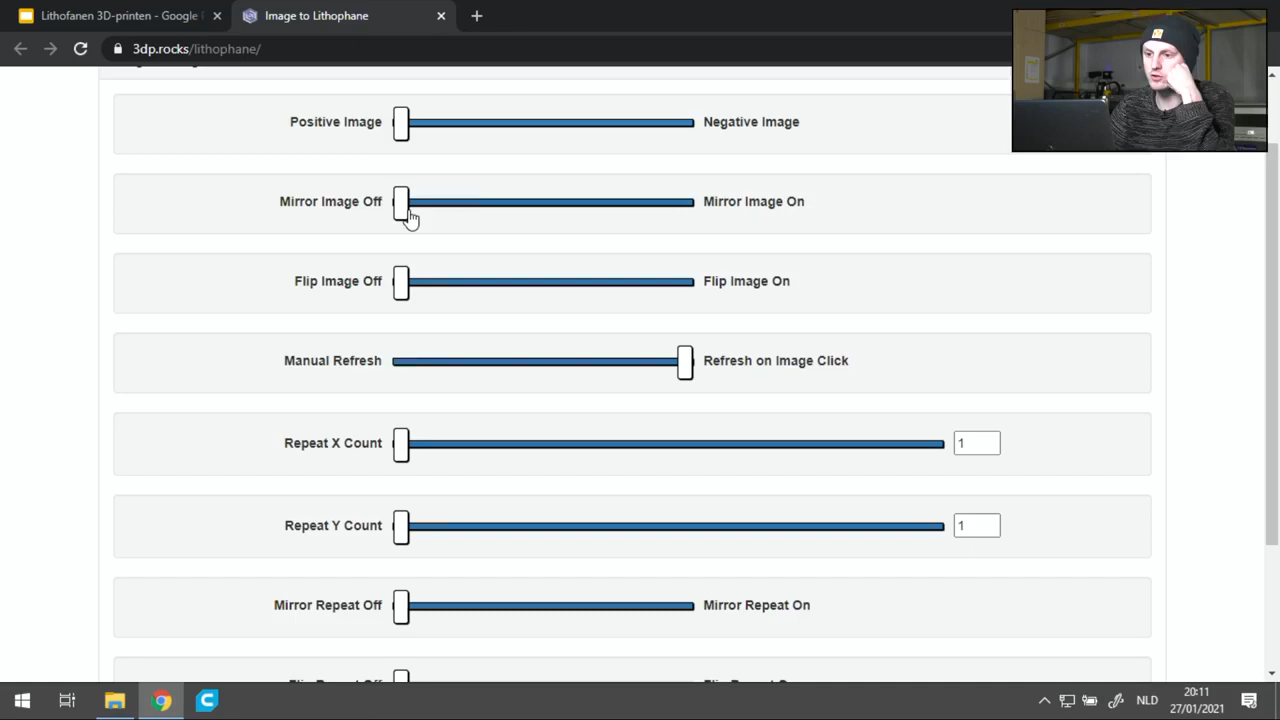 Lithofanen 3D-printen - Google
Image to Lithophane
3dp.rocks/lithophane/
Positive Image
Negative Image
Mirror Image Off
Mirror Image On
Flip Image Off
Flip Image On
Manual Refresh
Refresh on Image Click
Repeat X Count
1
Repeat Y Count
1
Mirror Repeat Off
Mirror Repeat On
NLD
20:11
27/01/2021